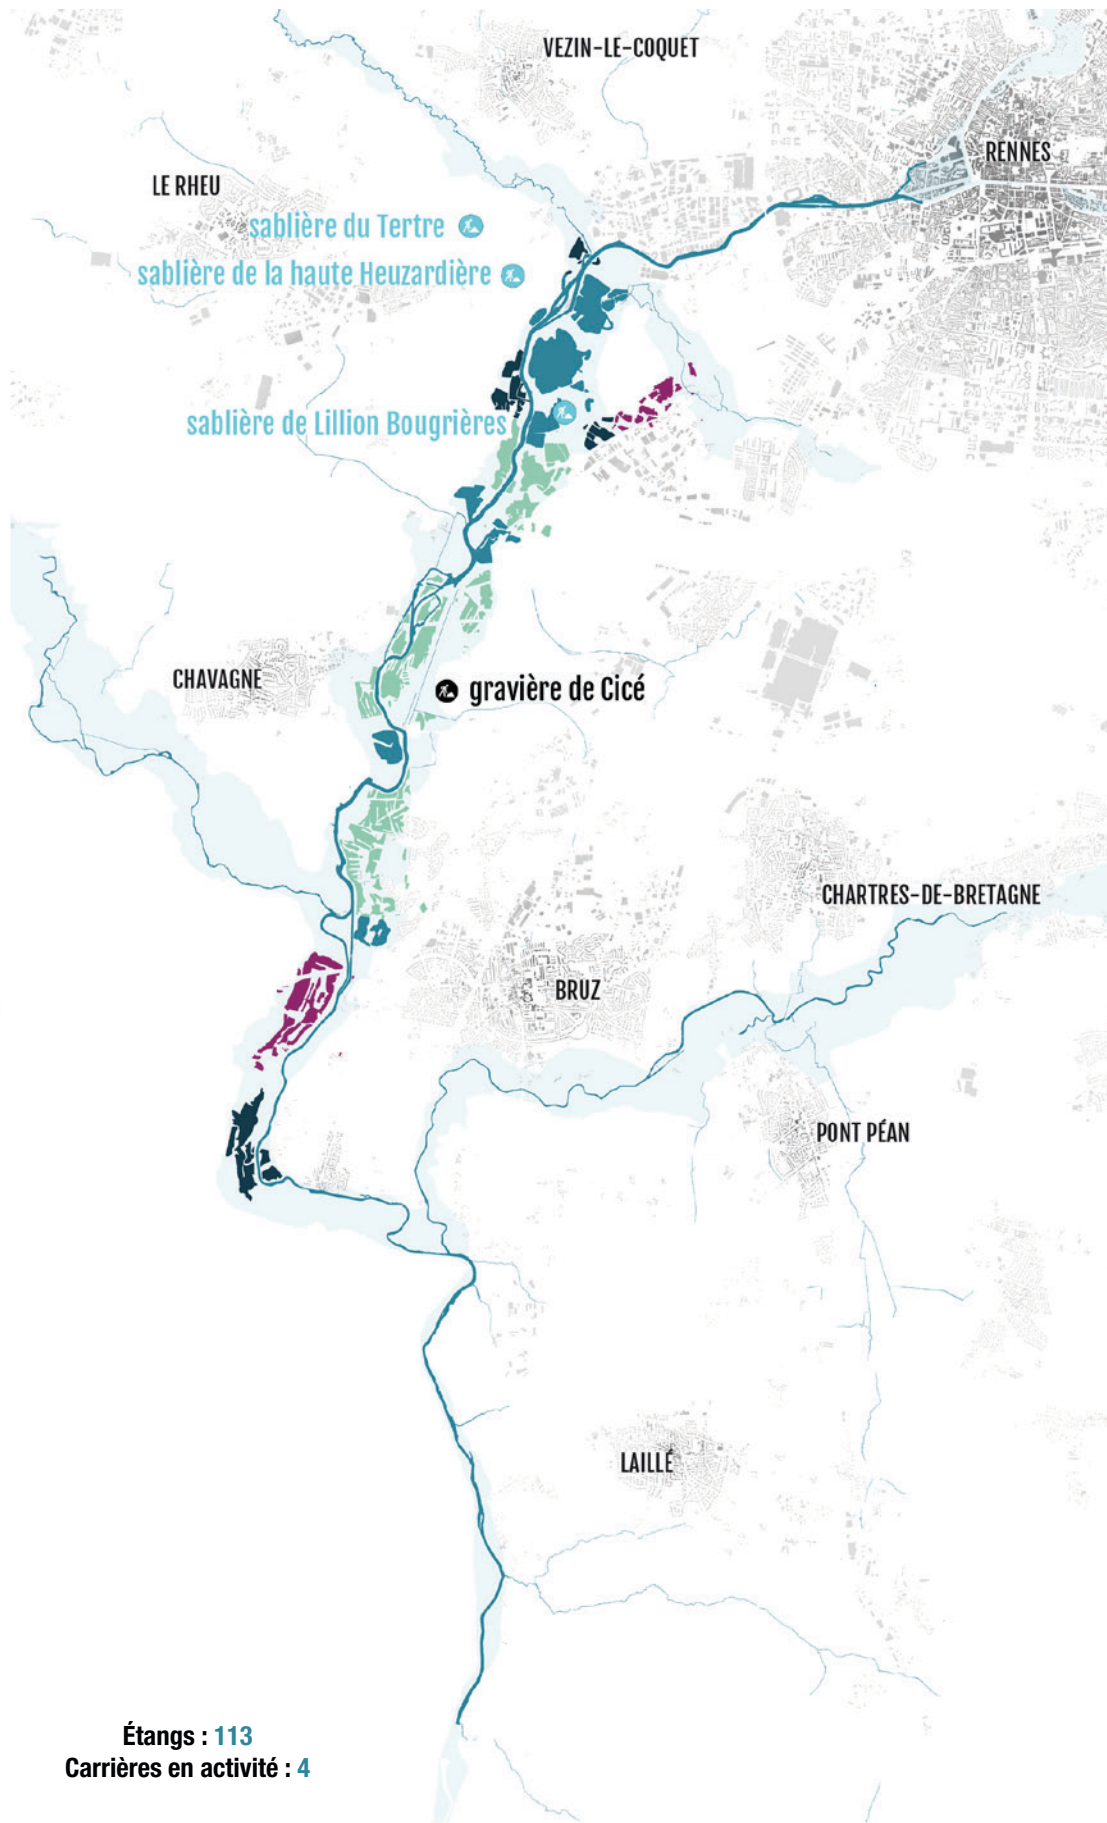 VEZIN-LE-COQUET
RENNES
LE RHEU
sablière du Tertre
sablière de la haute Heuzardière
sablière de Lillion Bougrières
CHAVAGNE
gravière de Cicé
CHARTRES-DE-BRETAGNE
BRUZ
PONT PÉAN
LAILLÉ
Étangs : 113
Carrières en activité : 4